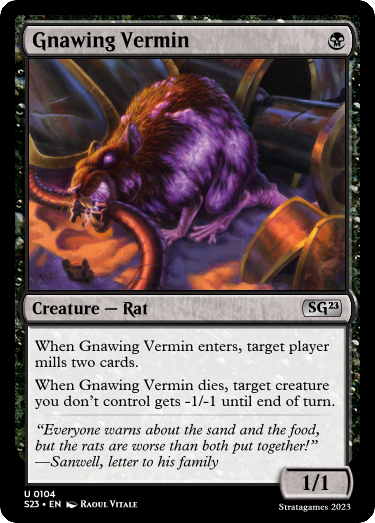 Gnawing Vermin
Creature — Rat
SG23
When Gnawing Vermin enters, target player
mills two cards.
When Gnawing Vermin dies, target creature
you don't control gets -1/-1 until end of turn.
"Everyone warns about the sand and the food,
but the rats are worse than both put together!"
—Sanwell, letter to his family
1/1
U 0104
S23 • EN Raoul Vitale
Stratagames 2023